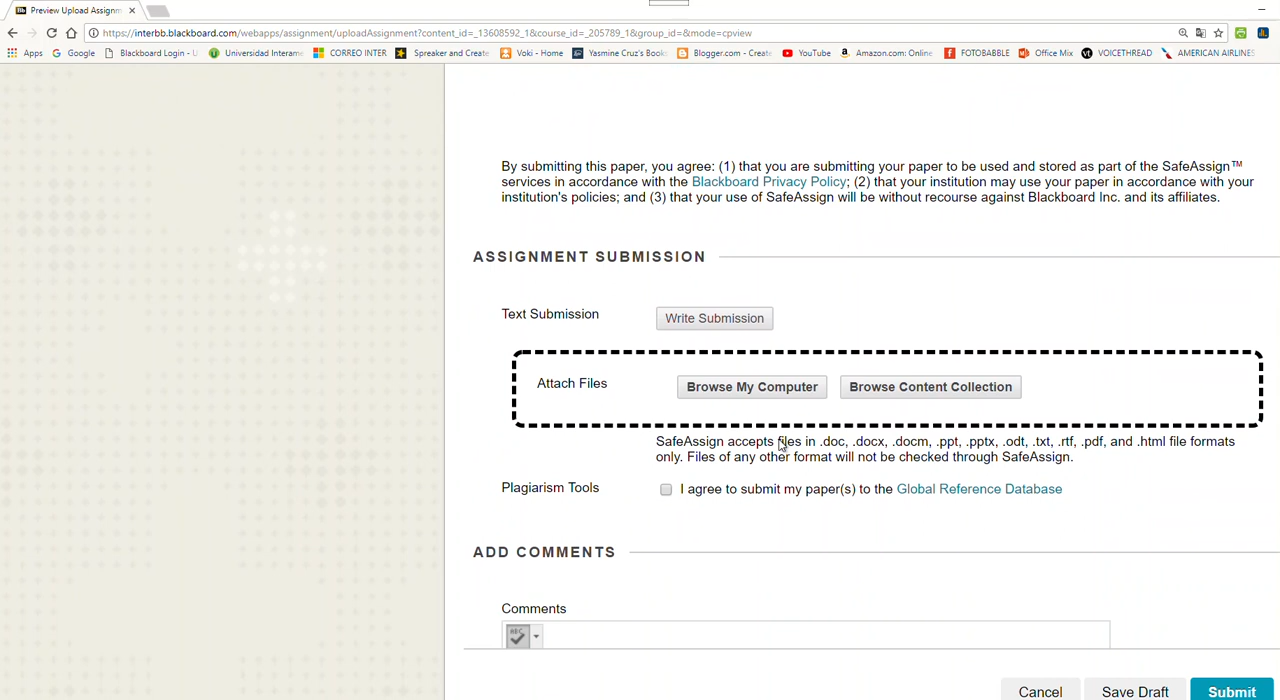 Preview Upload Assignm
https://interbb.blackboard.com/webapps/assignment/uploadAssignment?content_id=_13608592_1&course_id=_205789_1&group_id=&mode=cpview
Apps Google Blackboard Login - U Universidad Interame CORREO INTER Spreaker and Create Voki - Home Yasmine Cruz's Book Blogger.com - Create YouTube Amazon.com: Online FOTOBABBLE Office Mix VOICETHREAD AMERICAN AIRLINES
By submitting this paper, you agree: (1) that you are submitting your paper to be used and stored as part of the SafeAssign™
services in accordance with the Blackboard Privacy Policy; (2) that your institution may use your paper in accordance with your
institution's policies; and (3) that your use of SafeAssign will be without recourse against Blackboard Inc. and its affiliates.
ASSIGNMENT SUBMISSION
Text Submission Write Submission
Attach Files Browse My Computer Browse Content Collection
SafeAssign accepts files in .doc, .docx, .docm, .ppt, .pptx, .odt, .txt, .rtf, .pdf, and .html file formats
only. Files of any other format will not be checked through SafeAssign.
Plagiarism Tools I agree to submit my paper(s) to the Global Reference Database
ADD COMMENTS
Comments
ABC
Cancel Save Draft Submit